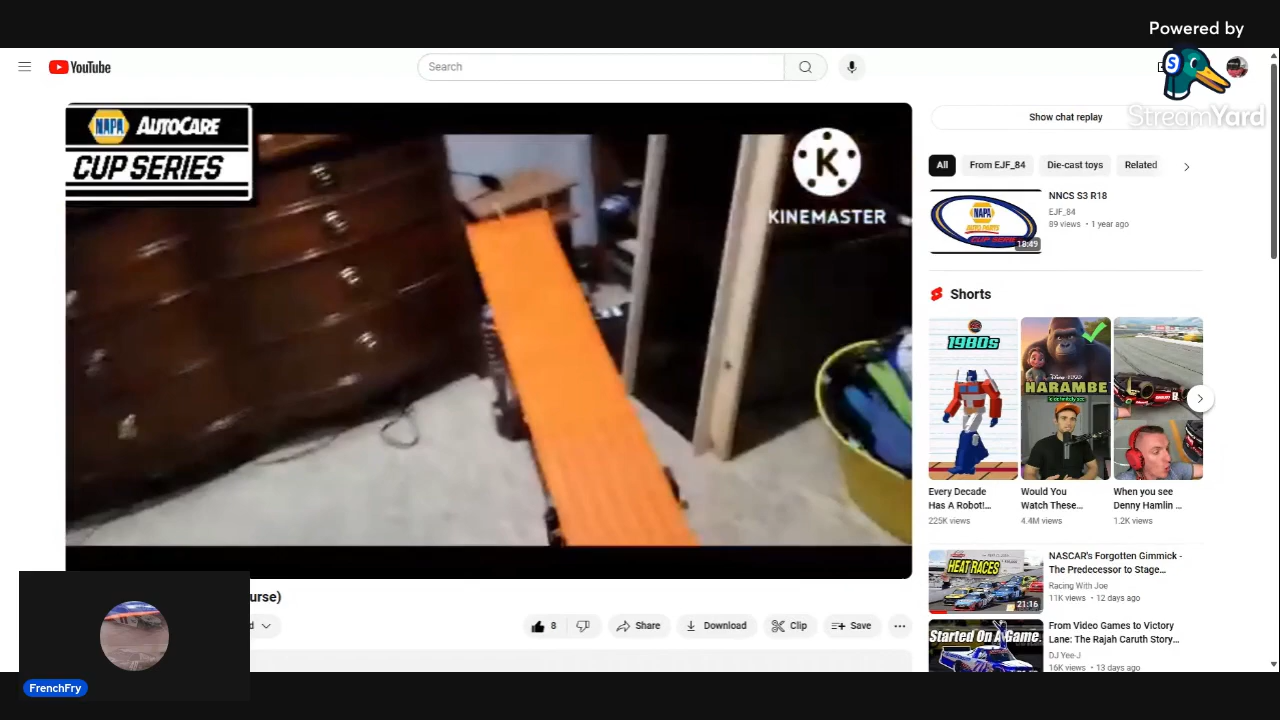 Powered by
StreamYard
YouTube
Search
NAPA AUTOCARE
CUP SERIES
K
KINEMASTER
Show chat replay
All
From EJF_84
Die-cast toys
Related
NAPA
AUTO PARTS
CUP SERIES
18:49
NNCS S3 R18
EJF_84
89 views • 1 year ago
Shorts
1980s
HARAMBE
Every Decade
Has A Robot!...
225K views
Would You
Watch These...
4.4M views
When you see
Denny Hamlin ...
1.2K views
HEAT RACES
21:16
NASCAR's Forgotten Gimmick -
The Predecessor to Stage...
Racing With Joe
11K views • 12 days ago
Started On A Game.
From Video Games to Victory
Lane: The Rajah Caruth Story...
DJ Yee-J
16K views • 13 days ago
urse)
d
8
Share
Download
Clip
Save
FrenchFry